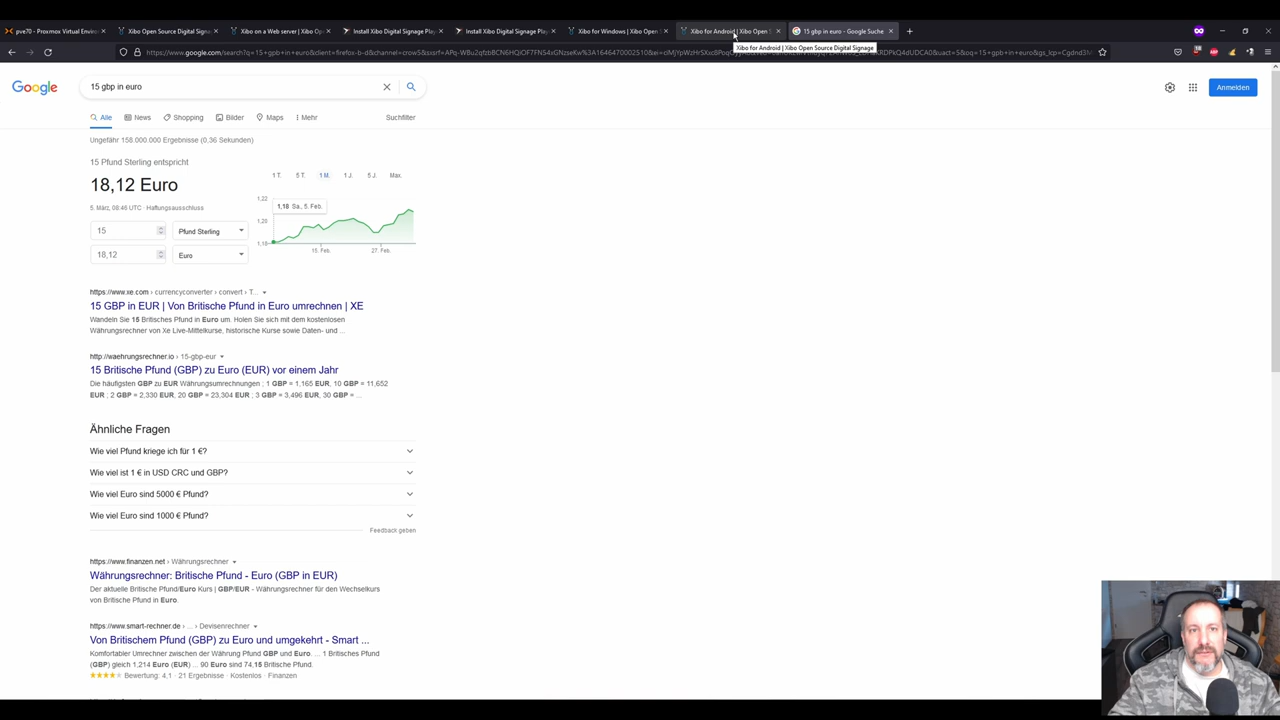 pve70 - Proxmox Virtual Enviro
Xibo Open Source Digital Signa
Xibo on a Web server | Xibo Op
Install Xibo Digital Signage Play
Install Xibo Digital Signage Play
Xibo for Windows | Xibo Open
Xibo for Android | Xibo Open
15 gbp in euro - Google Suche
Xibo for Android | Xibo Open Source Digital Signage
Google
15 gbp in euro
Anmelden
Alle
News
Shopping
Bilder
Maps
Mehr
Suchfilter
Ungefähr 158.000.000 Ergebnisse (0,36 Sekunden)
15 Pfund Sterling entspricht
18,12 Euro
5. März, 08:46 UTC · Haftungsausschluss
15 Pfund Sterling
18,12 Euro
1 T. 5 T. 1 M. 1 J. 5 J. Max.
1,22
1,18 Sa., 5. Feb.
1,20
1,18
15. Feb. 27. Feb.
https://www.xe.com › currencyconverter › convert › T...
15 GBP in EUR | Von Britische Pfund in Euro umrechnen | XE
Wandeln Sie 15 Britisches Pfund in Euro um. Holen Sie sich mit dem kostenlosen
Währungsrechner von Xe Live-Mittelkurse, historische Kurse sowie Daten- und ...
http://waehrungsrechner.io › 15-gbp-eur
15 Britische Pfund (GBP) zu Euro (EUR) vor einem Jahr
Die häufigsten GBP zu EUR Währungsumrechnungen ; 1 GBP = 1,165 EUR, 10 GBP = 11,652
EUR ; 2 GBP = 2,330 EUR, 20 GBP = 23,304 EUR ; 3 GBP = 3,496 EUR, 30 GBP = ...
Ähnliche Fragen
Wie viel Pfund kriege ich für 1 €?
Wie viel ist 1 € in USD CRC und GBP?
Wie viel Euro sind 5000 € Pfund?
Wie viel Euro sind 1000 € Pfund?
Feedback geben
https://www.finanzen.net › Währungsrechner
Währungsrechner: Britische Pfund - Euro (GBP in EUR)
Der aktuelle Britische Pfund/Euro Kurs | GBP/EUR - Währungsrechner für den Wechselkurs
von Britische Pfund in Euro.
https://www.smart-rechner.de › ... › Devisenrechner
Von Britischem Pfund (GBP) zu Euro und umgekehrt - Smart ...
Komfortabler Umrechner zwischen der Währung Pfund GBP und Euro. ... 1 Britisches Pfund
(GBP) gleich 1,214 Euro (EUR) ... 90 Euro sind 74,15 Britische Pfund.
Bewertung: 4,1 · 21 Ergebnisse · Kostenlos · Finanzen